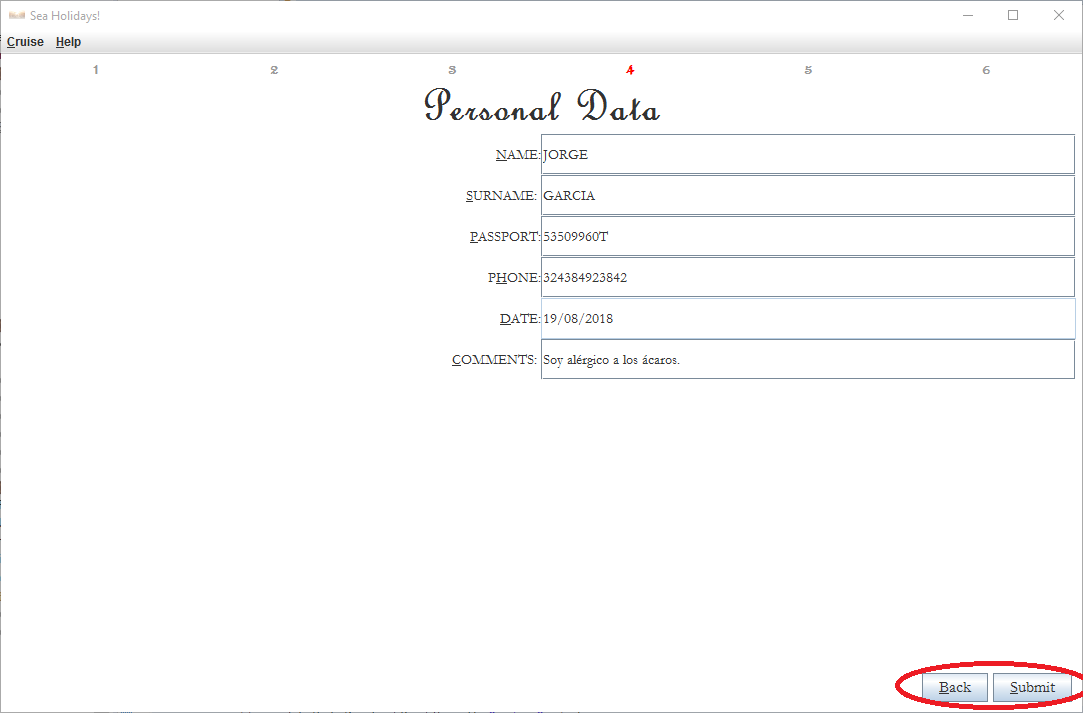 Sea Holidays!
Cruise Help
1 2 3 4 5 6
Personal Data
NAME: JORGE
SURNAME: GARCIA
PASSPORT: 53509960T
PHONE: 324384923842
DATE: 19/08/2018
COMMENTS: Soy alérgico a los ácaros.
Back Submit